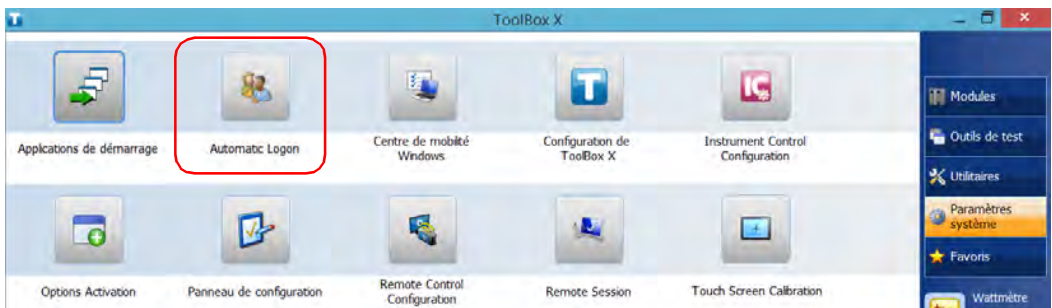 ToolBox X
Applications de démarrage
Automatic Logon
Centre de mobilité
Windows
Configuration de
ToolBox X
Instrument Control
Configuration
Options Activation
Panneau de configuration
Remote Control
Configuration
Remote Session
Touch Screen Calibration
Modules
Outils de test
Utilitaires
Paramètres
système
Favoris
Wattmètre